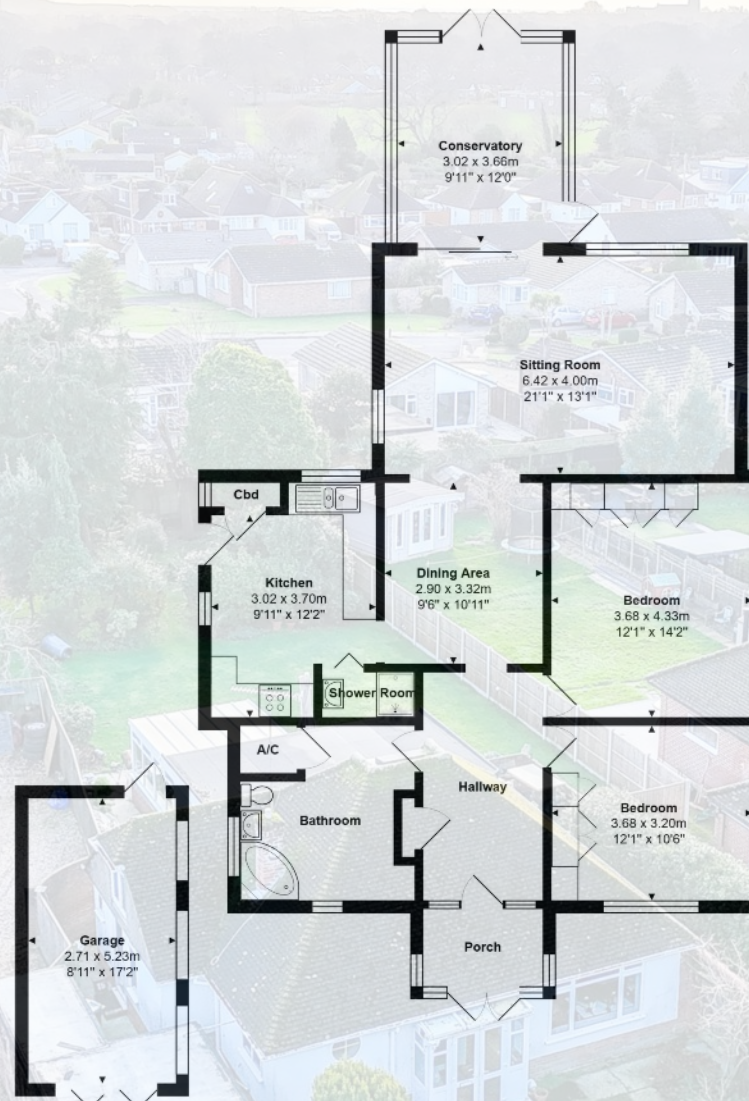 Conservatory
3.02 x 3.66m
9'11" x 12'0"
Sitting Room
6.42 x 4.00m
21'1" x 13'1"
Cbd
Kitchen
3.02 x 3.70m
9'11" x 12'2"
Dining Area
2.90 x 3.32m
9'6" x 10'11"
Bedroom
3.68 x 4.33m
12'1" x 14'2"
Shower Room
A/C
Hallway
Bathroom
Bedroom
3.68 x 3.20m
12'1" x 10'6"
Garage
2.71 x 5.23m
8'11" x 17'2"
Porch